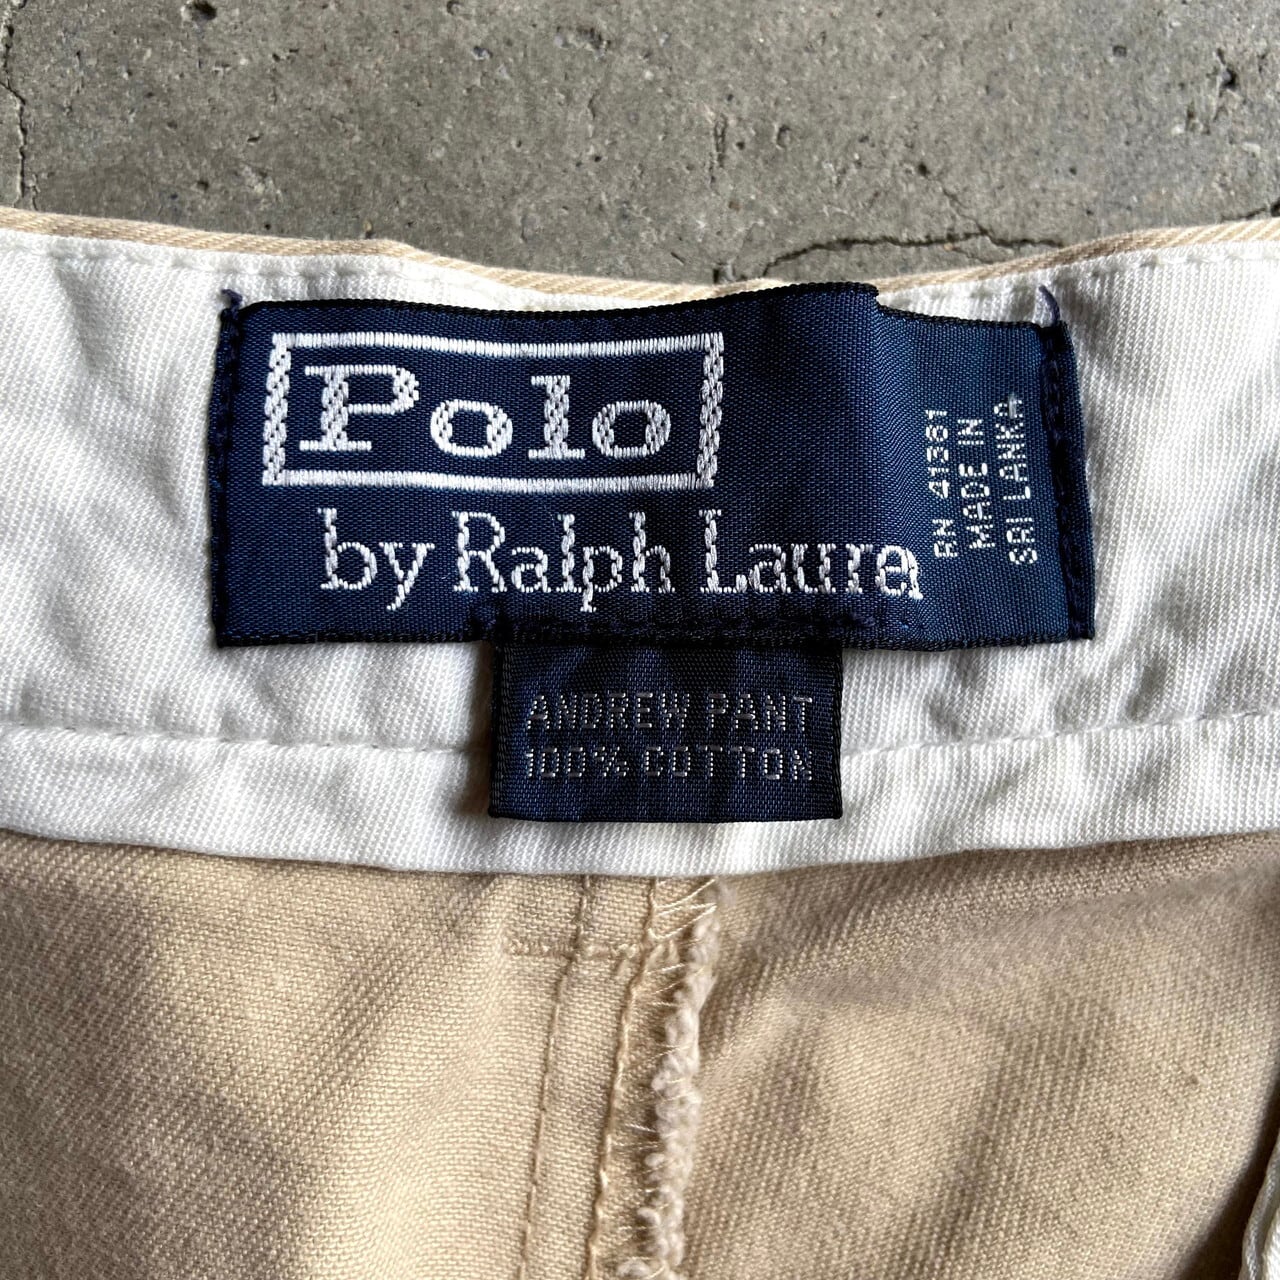 Polo
by Ralph Laure
RN 41381
MADE IN
SRI LANKA
ANDREW PANT
100% COTTON